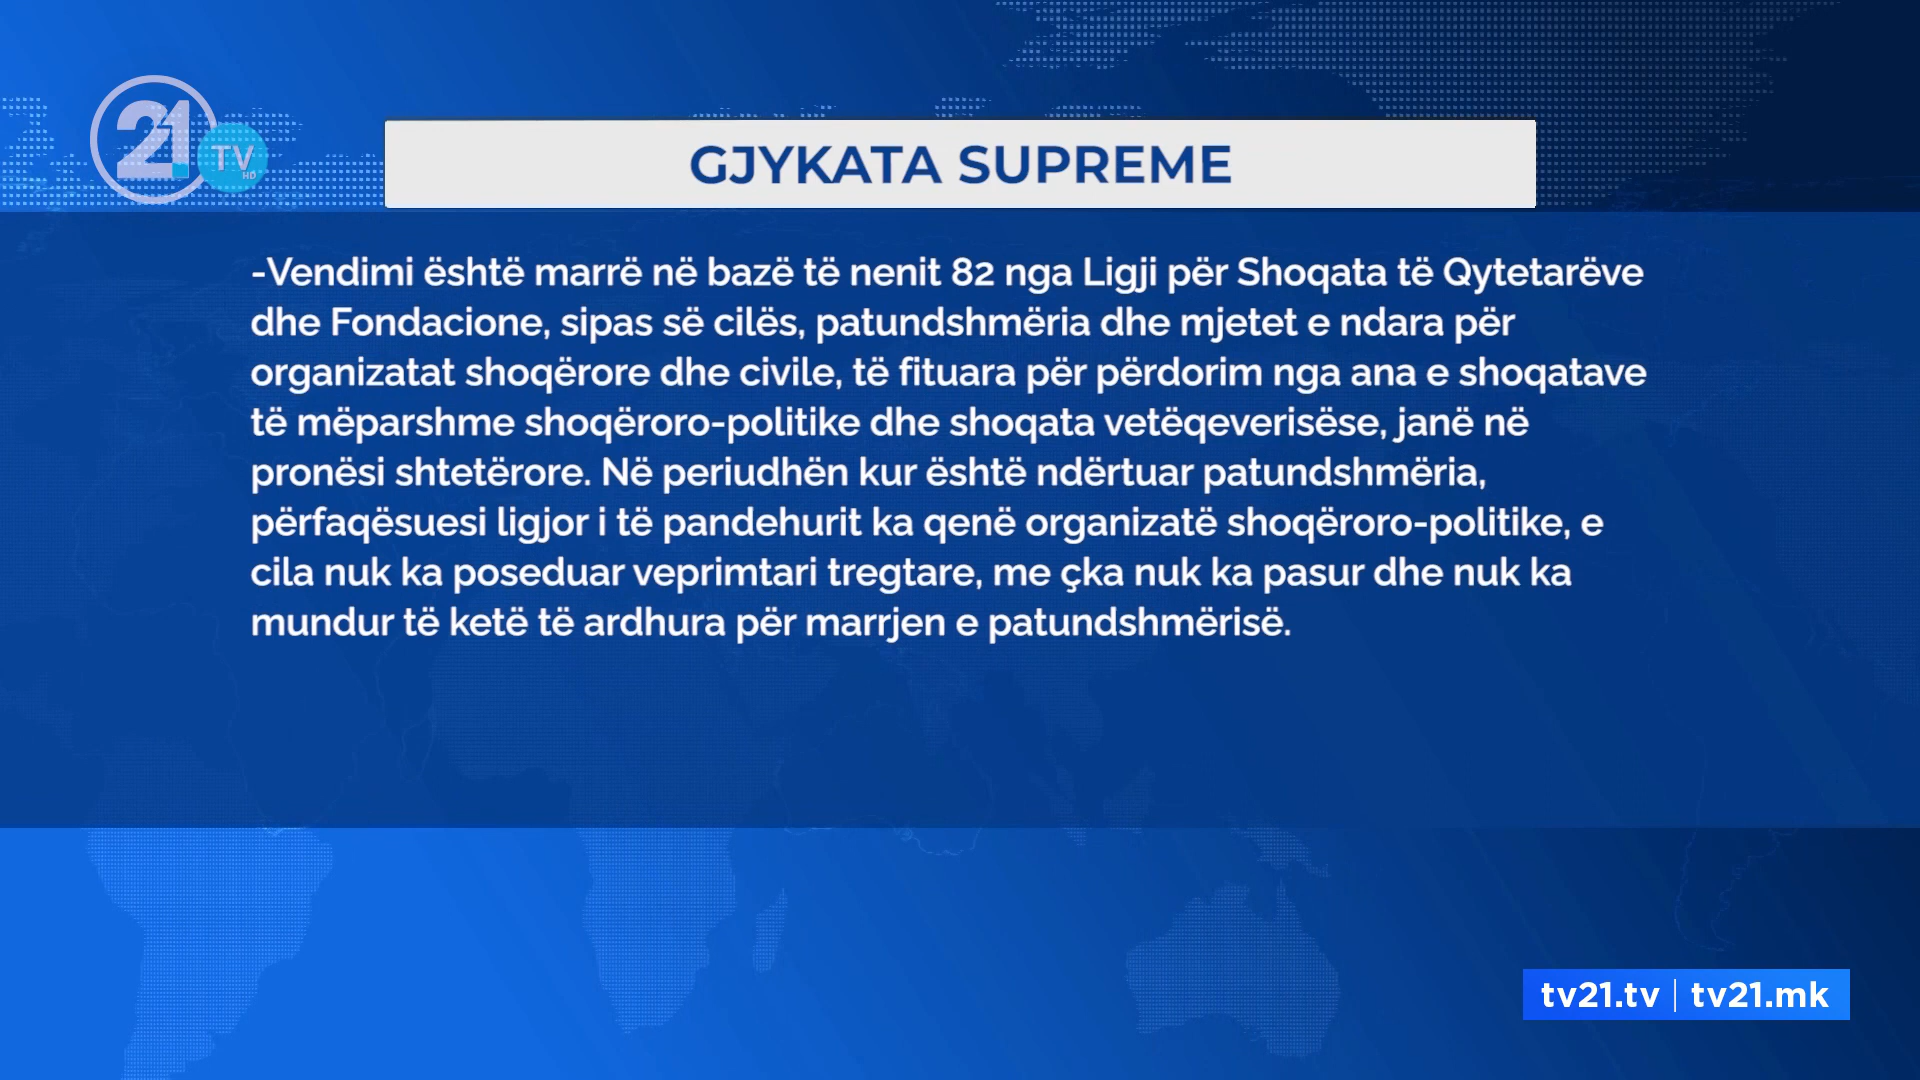 21
TV
HD
GJYKATA SUPREME
-Vendimi është marrë në bazë të nenit 82 nga Ligji për Shoqata të Qytetarëve
dhe Fondacione, sipas së cilës, patundshmëria dhe mjetet e ndara për
organizatat shoqërore dhe civile, të fituara për përdorim nga ana e shoqatave
të mëparshme shoqëroro-politike dhe shoqata vetëqeverisëse, janë në
pronësi shtetërore. Në periudhën kur është ndërtuar patundshmëria,
përfaqësuesi ligjor i të pandehurit ka qenë organizatë shoqëroro-politike, e
cila nuk ka poseduar veprimtari tregtare, me çka nuk ka pasur dhe nuk ka
mundur të ketë të ardhura për marrjen e patundshmërisë.
tv21.tv | tv21.mk